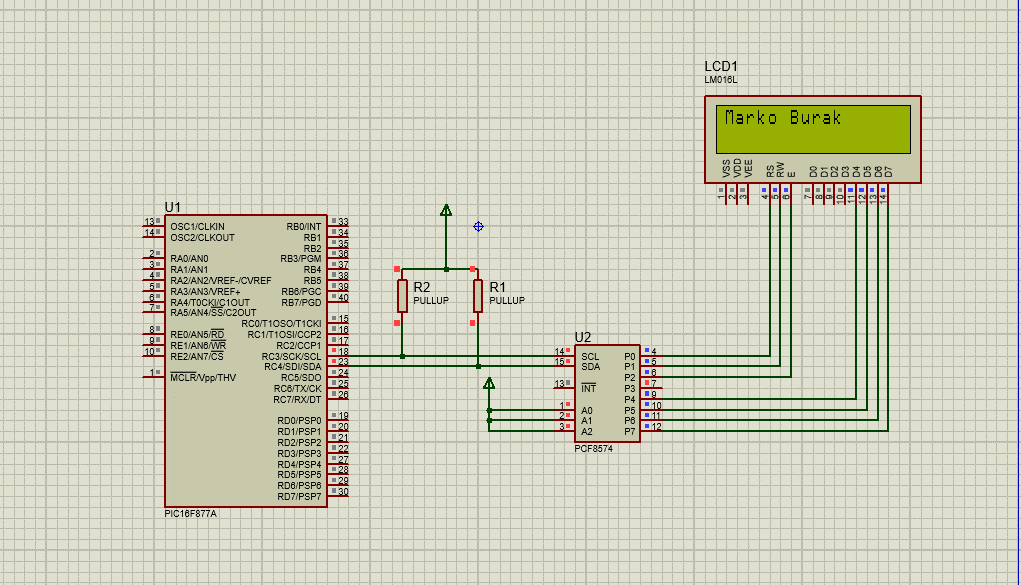 LCD1
LM016L
Marko Burak
VSS
VDD
VEE
RS
RW
E
D0
D1
D2
D3
D4
D5
D6
D7
1
2
3
4
5
6
7
8
9
10
11
12
13
14
U1
13 OSC1/CLKIN
14 OSC2/CLKOUT
2 RA0/AN0
3 RA1/AN1
4 RA2/AN2/VREF-/CVREF
5 RA3/AN3/VREF+
6 RA4/T0CKI/C1OUT
7 RA5/AN4/SS/C2OUT
8 RE0/AN5/RD
9 RE1/AN6/WR
10 RE2/AN7/CS
1 MCLR/Vpp/THV
RB0/INT 33
RB1 34
RB2 35
RB3/PGM 36
RB4 37
RB5 38
RB6/PGC 39
RB7/PGD 40
RC0/T1OSO/T1CKI 15
RC1/T1OSI/CCP2 16
RC2/CCP1 17
RC3/SCK/SCL 18
RC4/SDI/SDA 23
RC5/SDO 24
RC6/TX/CK 25
RC7/RX/DT 26
RD0/PSP0 19
RD1/PSP1 20
RD2/PSP2 21
RD3/PSP3 22
RD4/PSP4 27
RD5/PSP5 28
RD6/PSP6 29
RD7/PSP7 30
PIC16F877A
R2
PULLUP
R1
PULLUP
U2
14 SCL P0 4
15 SDA P1 5
P2 6
13 INT P3 7
P4 9
1 A0 P5 10
2 A1 P6 11
3 A2 P7 12
PCF8574